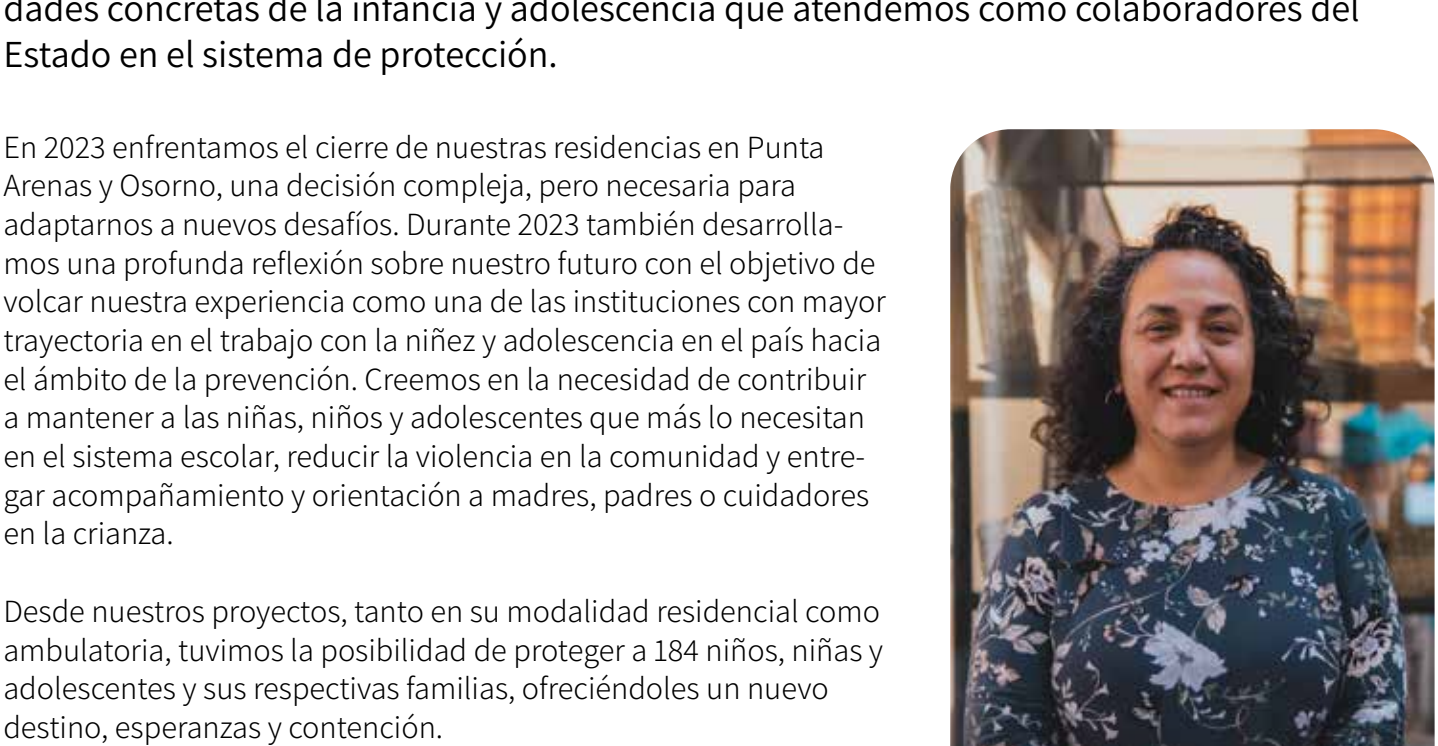 dades concretas de la infancia y adolescencia que atendemos como colaboradores del
Estado en el sistema de protección.
En 2023 enfrentamos el cierre de nuestras residencias en Punta
Arenas y Osorno, una decisión compleja, pero necesaria para
adaptarnos a nuevos desafíos. Durante 2023 también desarrolla-
mos una profunda reflexión sobre nuestro futuro con el objetivo de
volcar nuestra experiencia como una de las instituciones con mayor
trayectoria en el trabajo con la niñez y adolescencia en el país hacia
el ámbito de la prevención. Creemos en la necesidad de contribuir
a mantener a las niñas, niños y adolescentes que más lo necesitan
en el sistema escolar, reducir la violencia en la comunidad y entre-
gar acompañamiento y orientación a madres, padres o cuidadores
en la crianza.
Desde nuestros proyectos, tanto en su modalidad residencial como
ambulatoria, tuvimos la posibilidad de proteger a 184 niños, niñas y
adolescentes y sus respectivas familias, ofreciéndoles un nuevo
destino, esperanzas y contención.